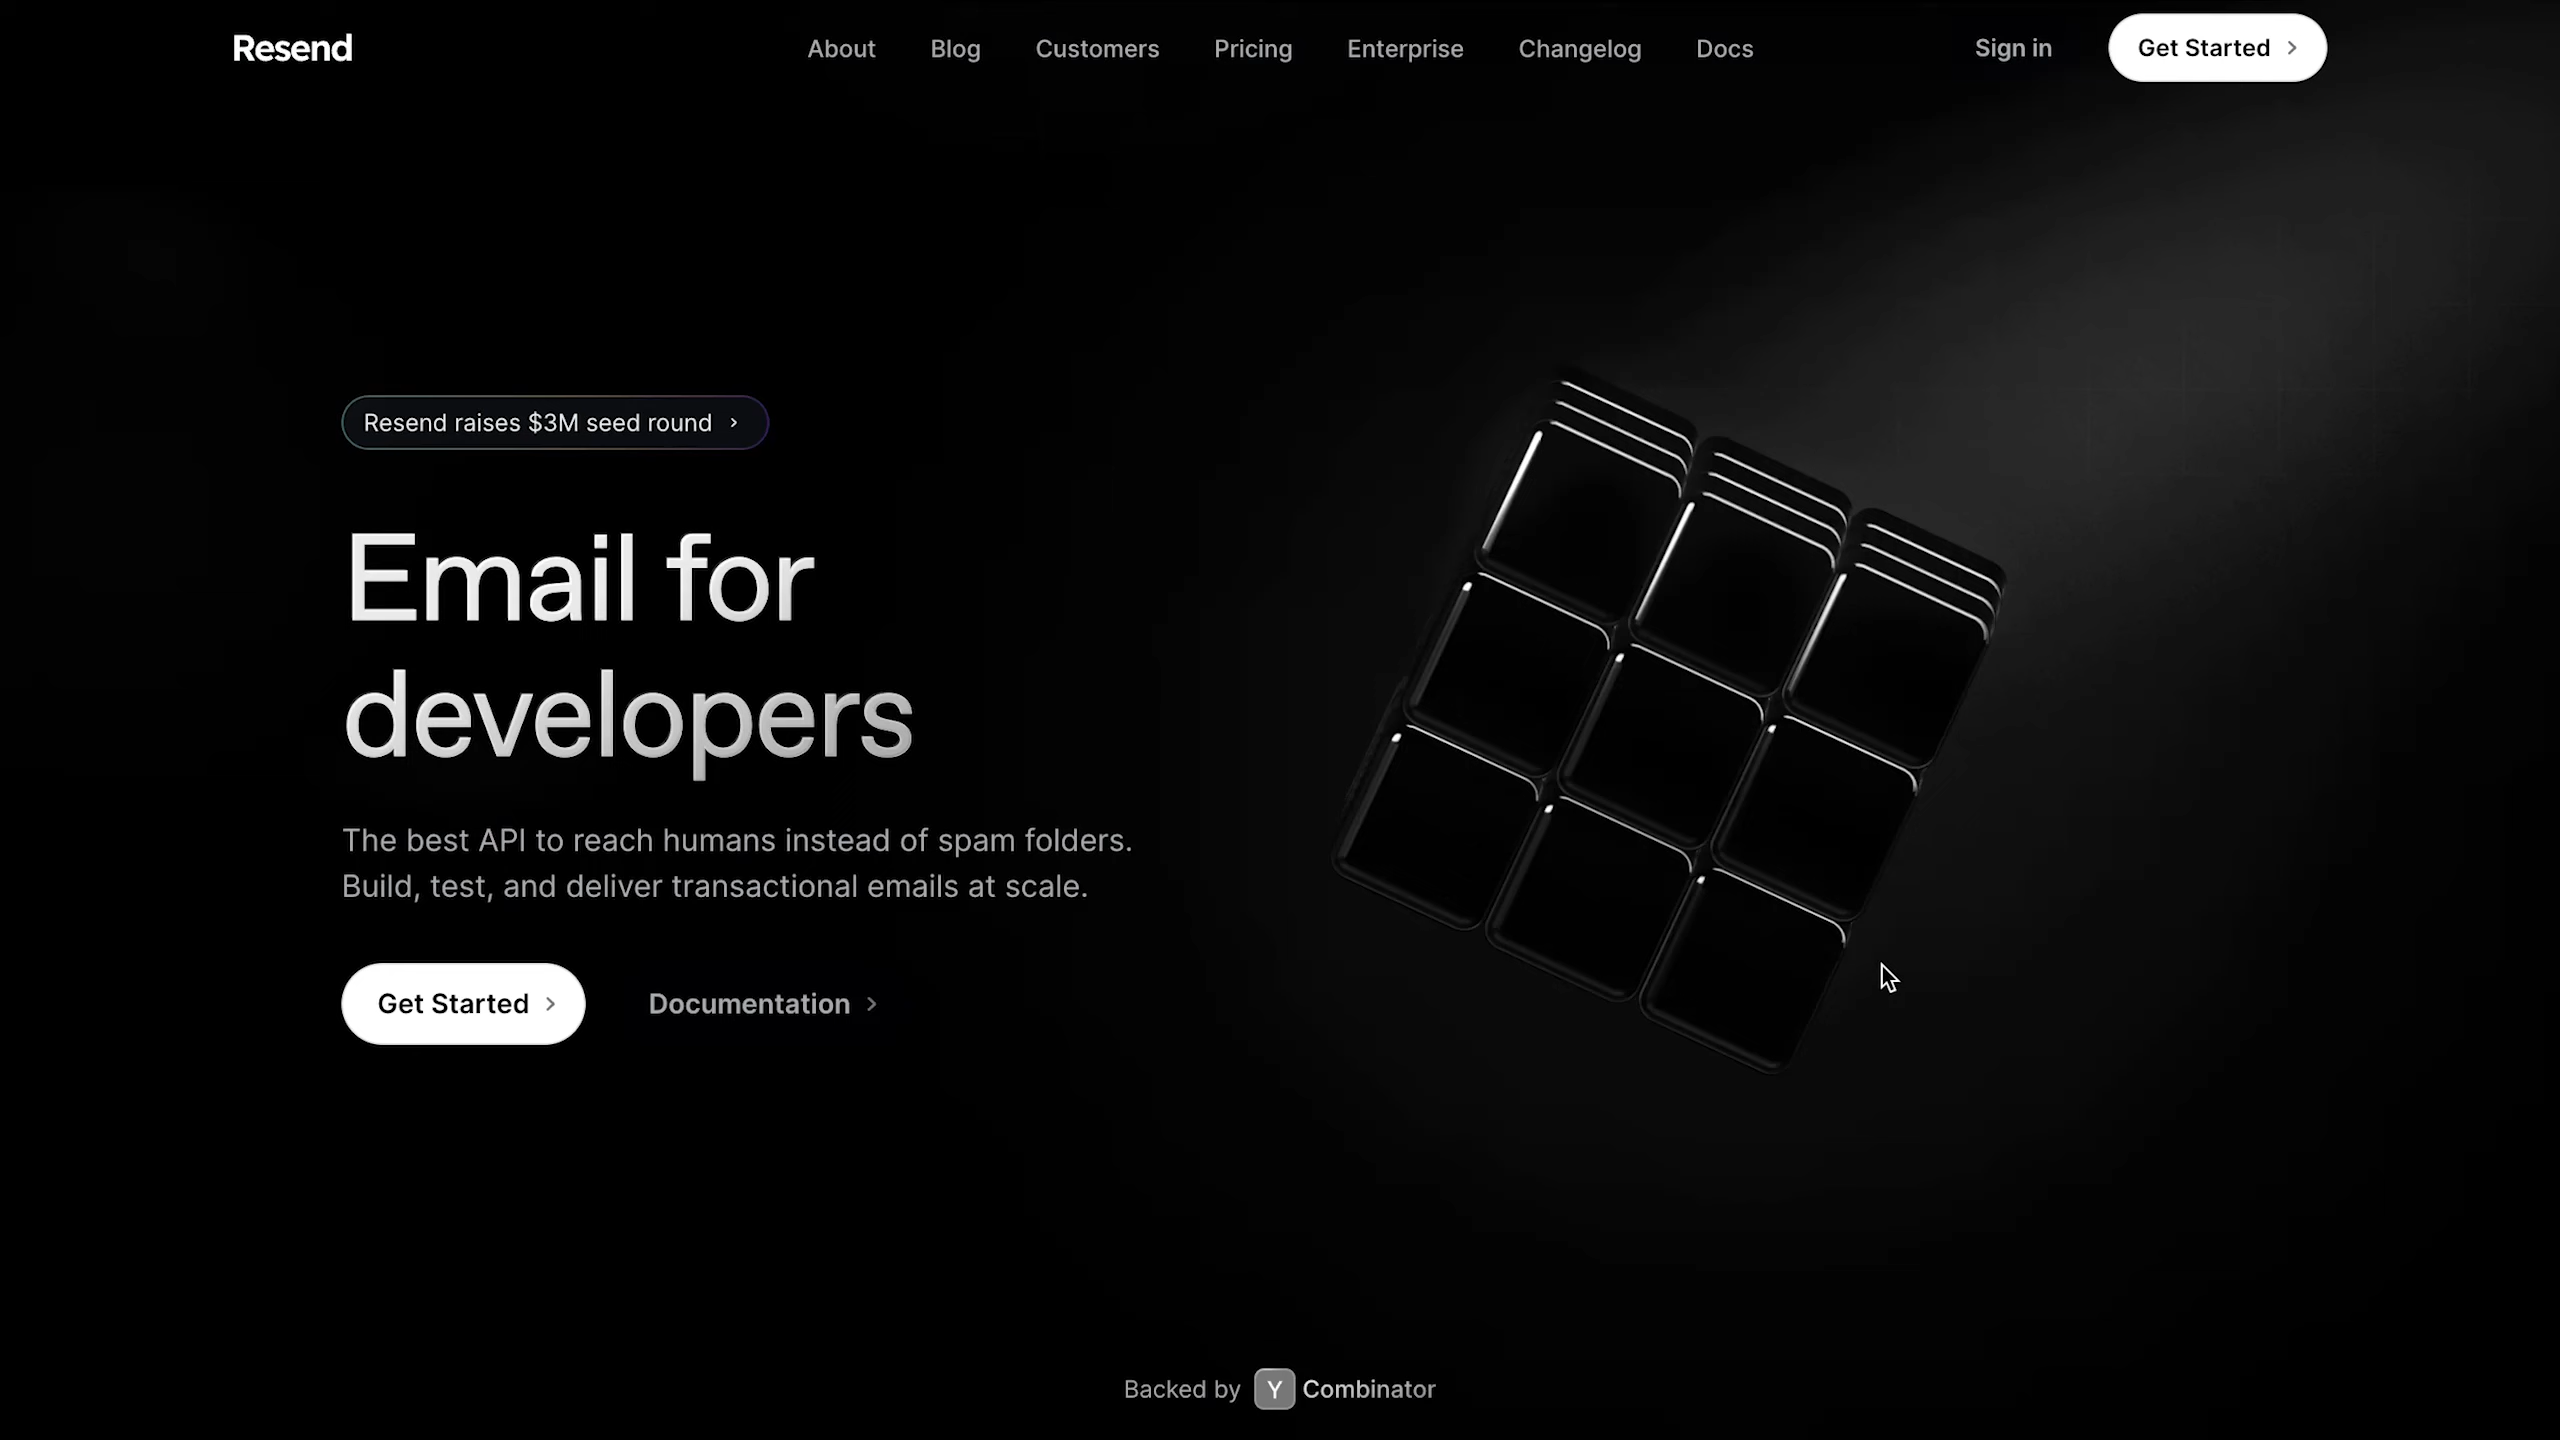 Resend
About
Blog
Customers
Pricing
Enterprise
Changelog
Docs
Sign in
Get Started
Resend raises $3M seed round
Email for
developers
The best API to reach humans instead of spam folders.
Build, test, and deliver transactional emails at scale.
Get Started
Documentation
Backed by Y Combinator